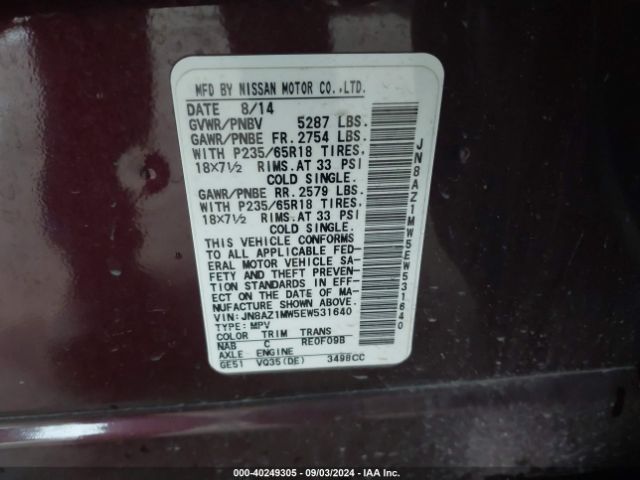 MFD BY NISSAN MOTOR CO.,LTD.
DATE 8/14
GVWR/PNBV 5287 LBS.
GAWR/PNBE FR. 2754 LBS.
WITH P235/65R18 TIRES,
18×7½ RIMS.AT 33 PSI
COLD SINGLE.
GAWR/PNBE RR. 2579 LBS.
WITH P235/65R18 TIRES,
18×7½ RIMS.AT 33 PSI
COLD SINGLE.
THIS VEHICLE CONFORMS
TO ALL APPLICABLE FED-
ERAL MOTOR VEHICLE SA-
FETY AND THEFT PREVEN-
TION STANDARDS IN EFF-
ECT ON THE DATE OF MA-
NUFACTURE SHOWN ABOVE.
VIN:JN8AZ1MW5EW531640
TYPE:MPV
COLOR TRIM TRANS
NAB C RE0F09B
AXLE ENGINE
GE51 VQ35(DE) 3498CC
JN8AZ1MW5EW531640
000-40249305 - 09/03/2024 - IAA Inc.